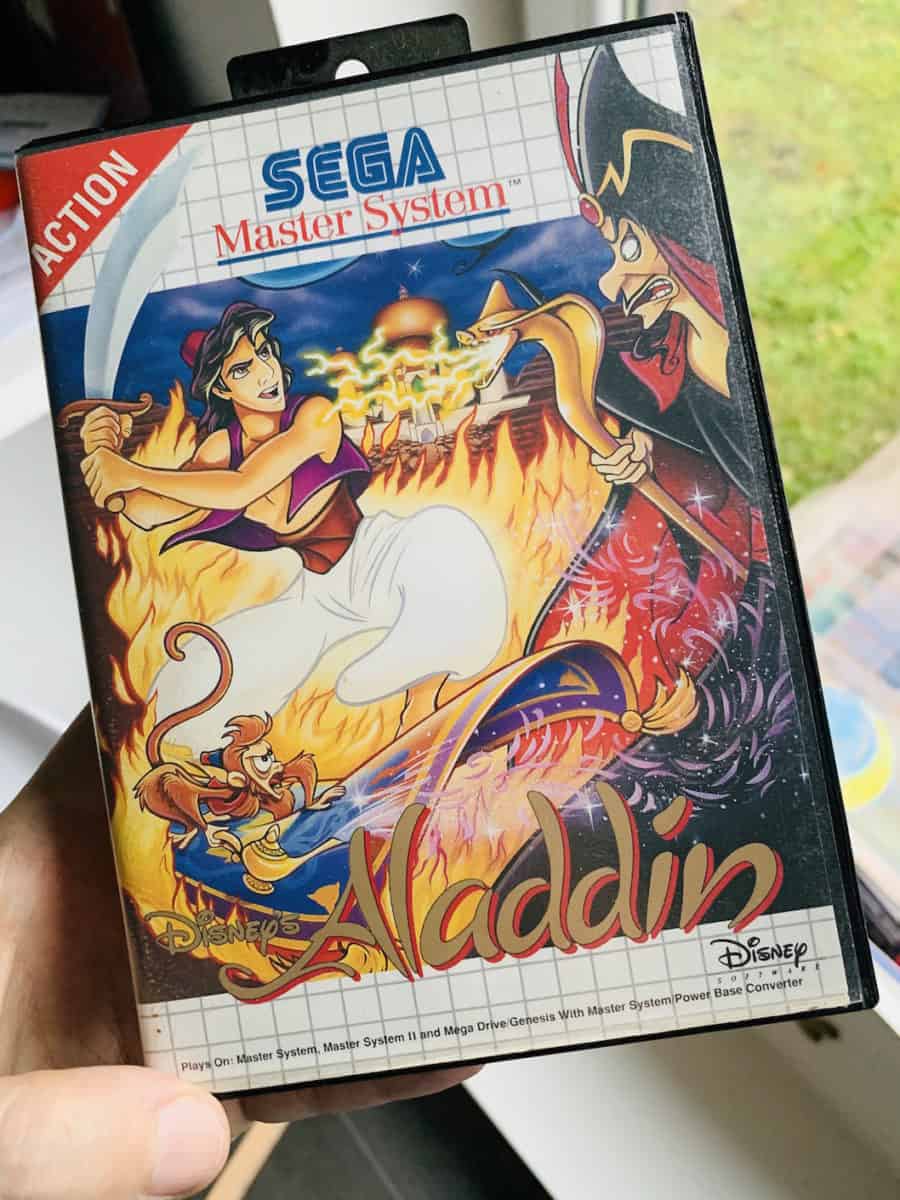 ACTION
SEGA
Master System™
Disney's
Aladdin
Disney
SOFTWARE
Plays On: Master System, Master System II and Mega Drive/Genesis With Master System/Power Base Converter